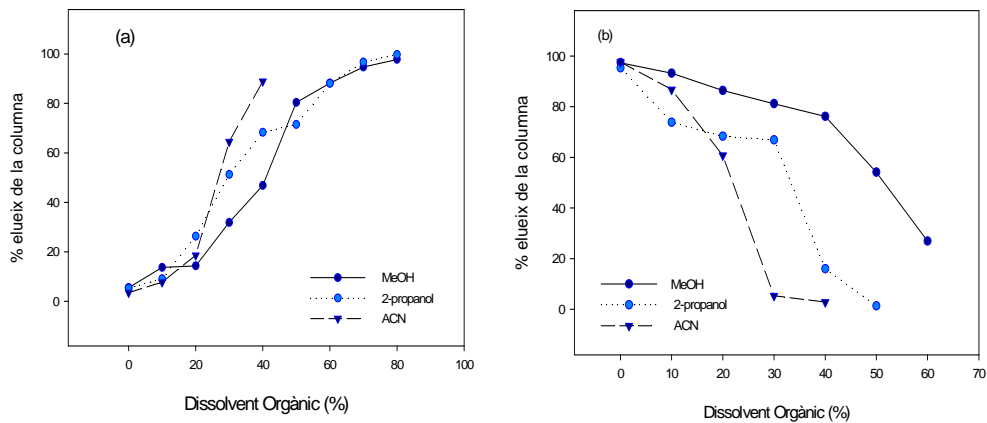 (a)
% elueix de la columna
100
80
60
40
20
0
MeOH
2-propanol
ACN
0 20 40 60 80 100
Dissolvent Orgànic (%)
(b)
% elueix de la columna
100
80
60
40
20
0
MeOH
2-propanol
ACN
0 10 20 30 40 50 60 70
Dissolvent Orgànic (%)